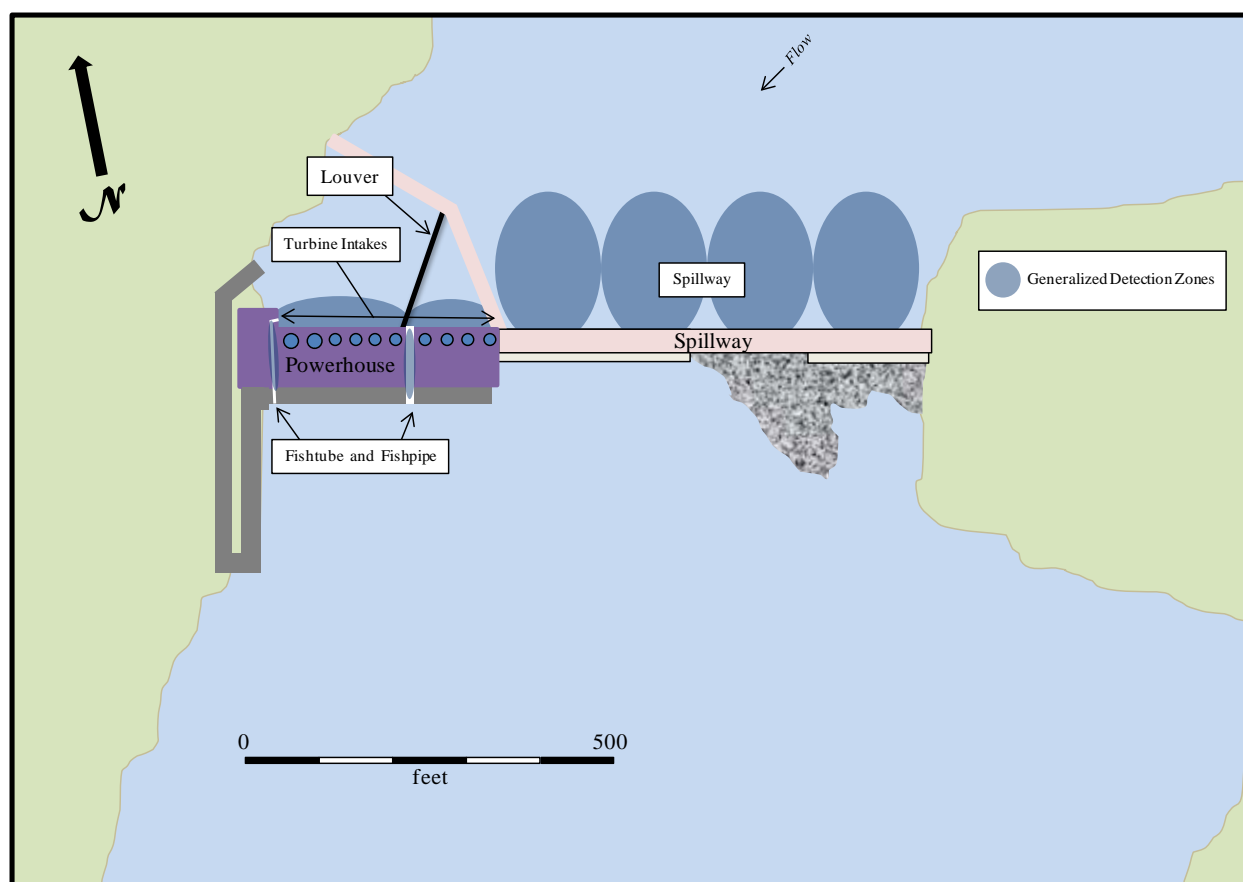 Flow
N
Louver
Turbine Intakes
Spillway
Generalized Detection Zones
Spillway
Powerhouse
Fishtube and Fishpipe
0 500
feet